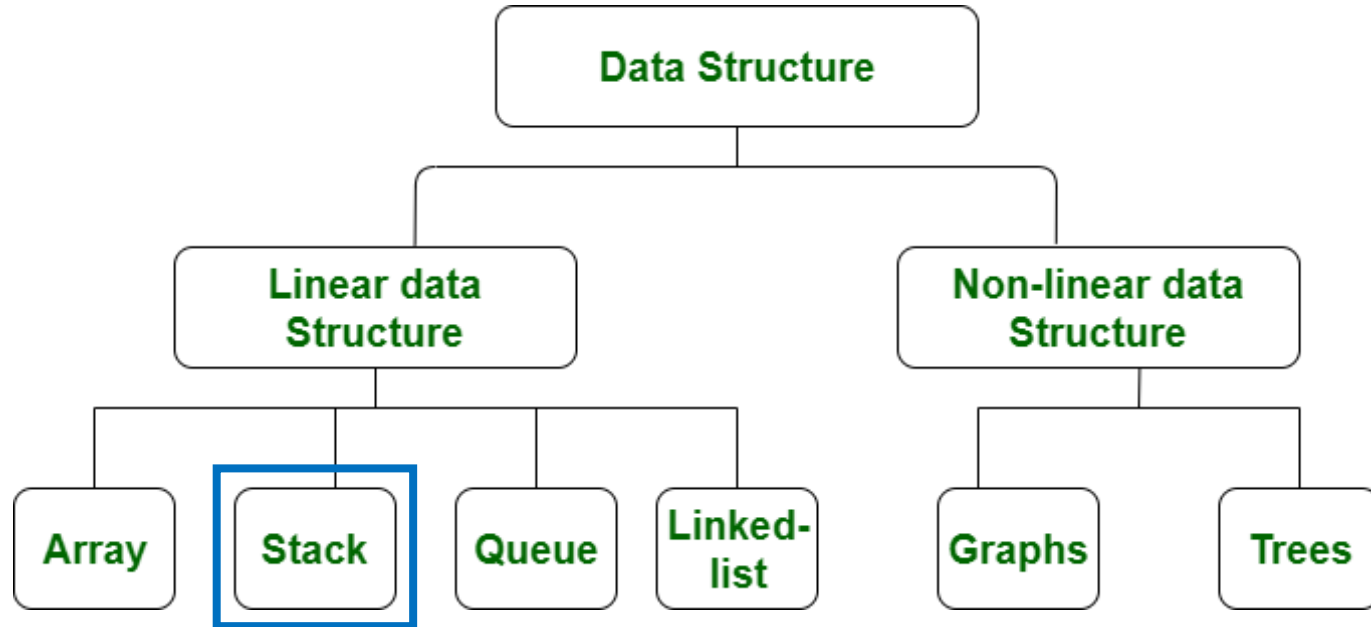 Data Structure
Linear data
Structure
Non-linear data
Structure
Array
Stack
Queue
Linked-
list
Graphs
Trees